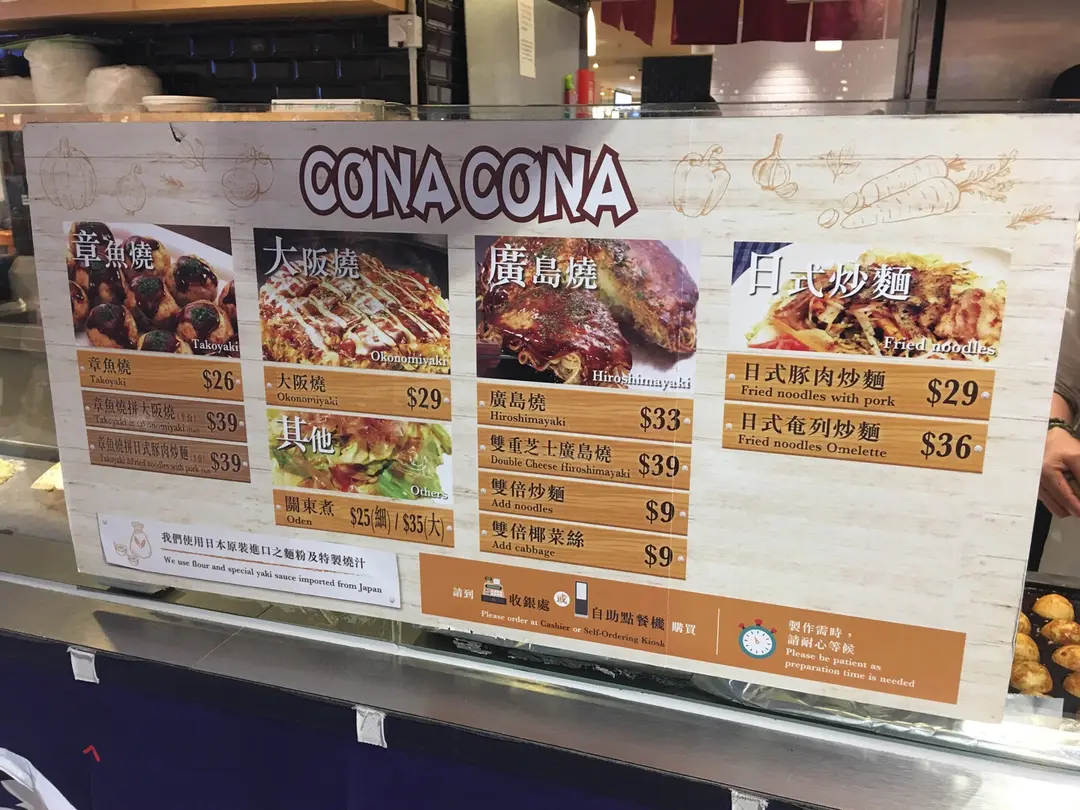 CONA CONA
章魚燒
Takoyaki
章魚燒
Takoyaki
$26
章魚燒拼大阪燒
$39
章魚燒拼日式豚肉炒麵
$39
大阪燒
Okonomiyaki
大阪燒
Okonomiyaki
$29
其他
Others
關東煮
Oden
$25(細) / $35(大)
廣島燒
Hiroshimayaki
廣島燒
Hiroshimayaki
$33
雙重芝士廣島燒
Double Cheese Hiroshimayaki
$39
雙倍炒麵
Add noodles
$9
雙倍椰菜絲
Add cabbage
$9
日式炒麵
Fried noodles
日式豚肉炒麵
Fried noodles with pork
$29
日式奄列炒麵
Fried noodles Omelette
$36
我們使用日本原裝進口之麵粉及特製燒汁
We use flour and special yaki sauce imported from Japan
請到 收銀處 或 自助點餐機 購買
Please order at Cashier or Self-Ordering Kiosk
製作需時，
請耐心等候
Please be patient as
preparation time is needed